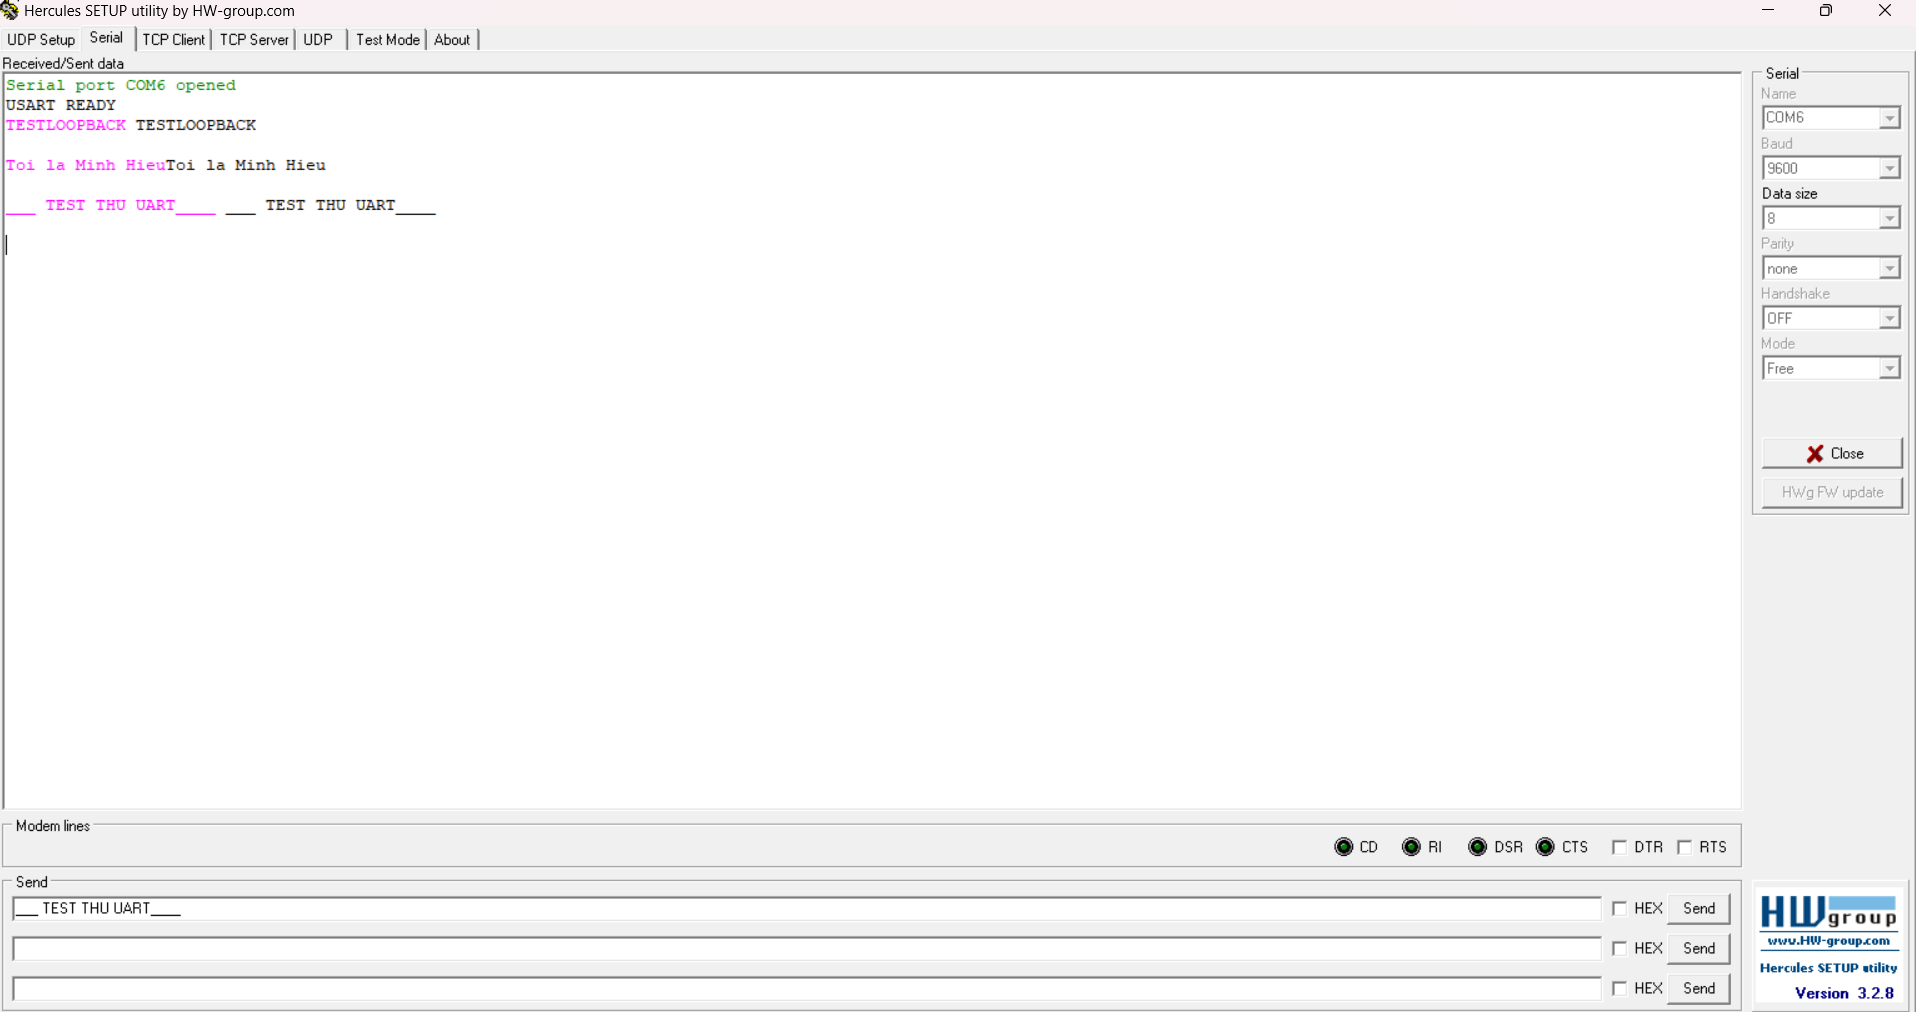 Hercules SETUP utility by HW-group.com
UDP Setup Serial TCP Client TCP Server UDP Test Mode About
Received/Sent data
Serial port COM6 opened
USART READY
TESTLOOPBACK TESTLOOPBACK
Toi la Minh HieuToi la Minh Hieu
___ TEST THU UART____ ___ TEST THU UART____
Serial
Name
COM6
Baud
9600
Data size
8
Parity
none
Handshake
OFF
Mode
Free
Close
HWg FW update
Modem lines
CD RI DSR CTS DTR RTS
Send
___ TEST THU UART____ HEX Send
HEX Send
HEX Send
HWgroup
www.HW-group.com
Hercules SETUP utility
Version 3.2.8